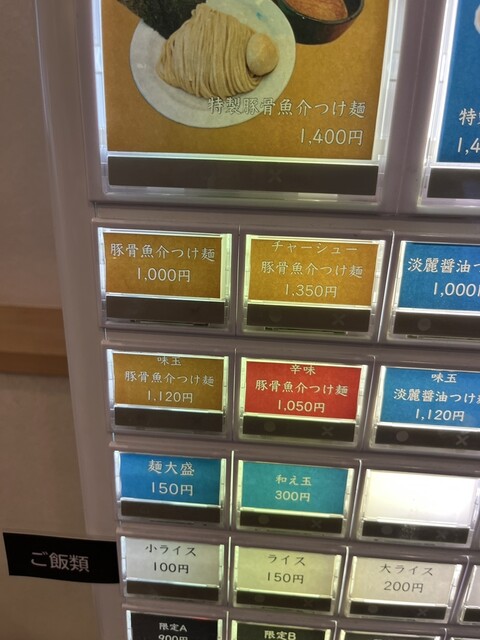 特製豚骨魚介つけ麺
1,400円
特
1,4
豚骨魚介つけ麺
1,000円
チャーシュー
豚骨魚介つけ麺
1,350円
淡麗醤油つ
1,000
味玉
豚骨魚介つけ麺
1,120円
辛味
豚骨魚介つけ麺
1,050円
味玉
淡麗醤油つけ
1,120円
麺大盛
150円
和え玉
300円
ご飯類
小ライス
100円
ライス
150円
大ライス
200円
限定A
900円
限定B